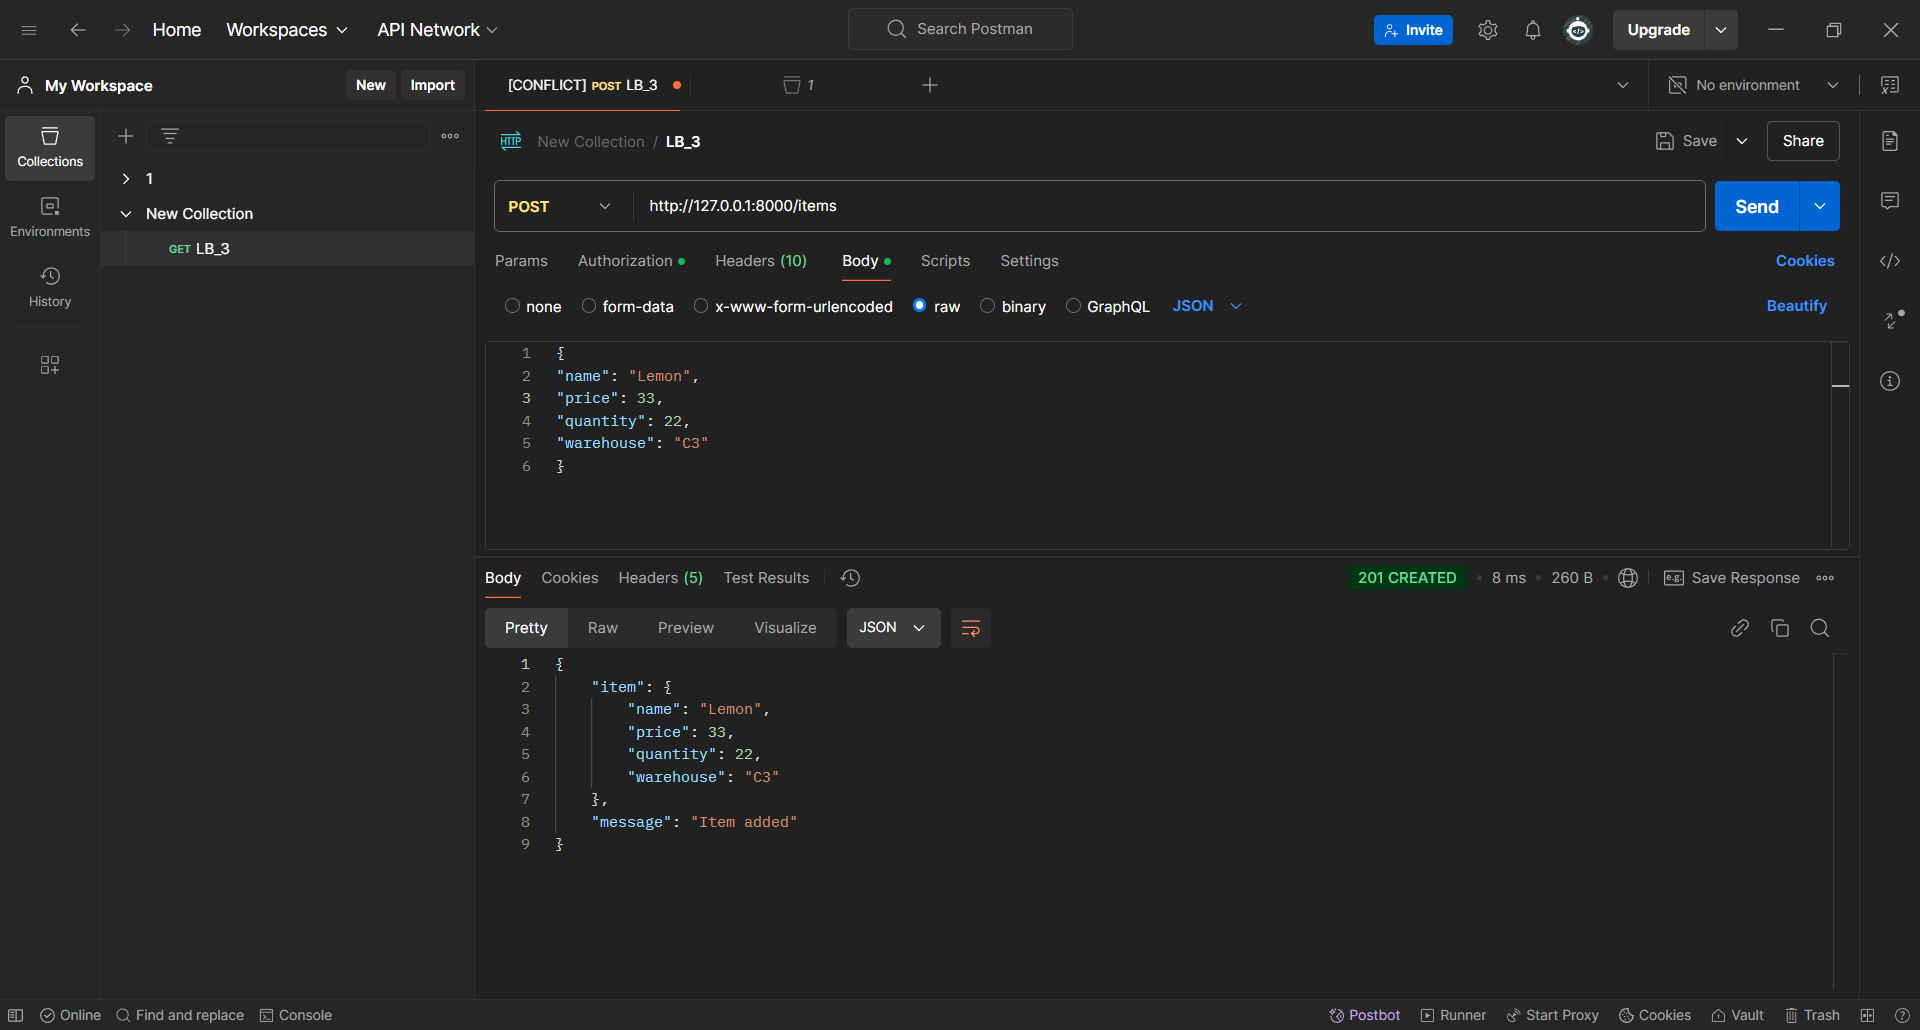 Home Workspaces API Network Search Postman Invite Upgrade
My Workspace New Import [CONFLICT] POST LB_3 1 No environment
Collections
Environments
History
1
New Collection
GET LB_3
HTTP New Collection / LB_3 Save Share
POST http://127.0.0.1:8000/items Send
Params Authorization Headers (10) Body Scripts Settings Cookies
none form-data x-www-form-urlencoded raw binary GraphQL JSON Beautify
1 {
2 "name": "Lemon",
3 "price": 33,
4 "quantity": 22,
5 "warehouse": "C3"
6 }
Body Cookies Headers (5) Test Results 201 CREATED 8 ms 260 B e.g. Save Response
Pretty Raw Preview Visualize JSON
1 {
2 "item": {
3 "name": "Lemon",
4 "price": 33,
5 "quantity": 22,
6 "warehouse": "C3"
7 },
8 "message": "Item added"
9 }
Online Find and replace Console Postbot Runner Start Proxy Cookies Vault Trash